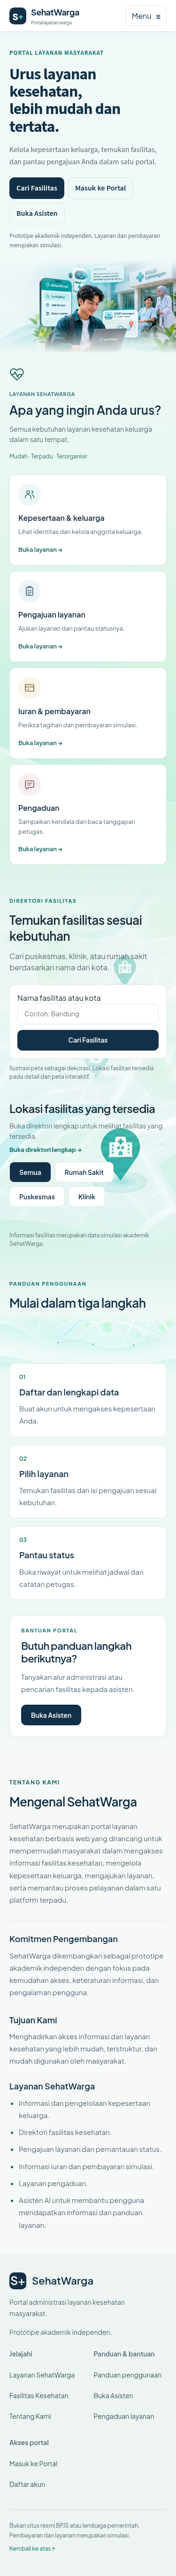 S+ SehatWarga
Portal layanan warga
Menu ≡
PORTAL LAYANAN MASYARAKAT
Urus layanan
kesehatan,
lebih mudah dan
tertata.
Kelola kepesertaan keluarga, temukan fasilitas,
dan pantau pengajuan Anda dalam satu portal.
Cari Fasilitas
Masuk ke Portal
Buka Asisten
Prototipe akademik independen. Layanan dan pembayaran
merupakan simulasi.
LAYANAN SEHATWARGA
Apa yang ingin Anda urus?
Semua kebutuhan layanan kesehatan keluarga
dalam satu tempat.
Mudah · Terpadu · Terorganisir
Kepesertaan & keluarga
Lihat identitas dan kelola anggota keluarga.
Buka layanan →
Pengajuan layanan
Ajukan layanan dan pantau statusnya.
Buka layanan →
Iuran & pembayaran
Periksa tagihan dan pembayaran simulasi.
Buka layanan →
Pengaduan
Sampaikan kendala dan baca tanggapan
petugas.
Buka layanan →
DIREKTORI FASILITAS
Temukan fasilitas sesuai
kebutuhan
Cari puskesmas, klinik, atau rumah sakit
berdasarkan nama dan kota.
Nama fasilitas atau kota
Contoh: Bandung
Cari Fasilitas
Ilustrasi peta sebagai dekorasi. Lokasi fasilitas tersedia
pada detail dan peta interaktif.
Lokasi fasilitas yang tersedia
Buka direktori lengkap untuk melihat fasilitas yang
tersedia.
Buka direktori lengkap →
Semua
Rumah Sakit
Puskesmas
Klinik
Informasi fasilitas merupakan data simulasi akademik
SehatWarga.
PANDUAN PENGGUNAAN
Mulai dalam tiga langkah
01
Daftar dan lengkapi data
Buat akun untuk mengakses kepesertaan
Anda.
02
Pilih layanan
Temukan fasilitas dan isi pengajuan sesuai
kebutuhan.
03
Pantau status
Buka riwayat untuk melihat jadwal dan
catatan petugas.
BANTUAN PORTAL
Butuh panduan langkah
berikutnya?
Tanyakan alur administrasi atau
pencarian fasilitas kepada asisten.
Buka Asisten
TENTANG KAMI
Mengenal SehatWarga
SehatWarga merupakan portal layanan
kesehatan berbasis web yang dirancang untuk
mempermudah masyarakat dalam mengakses
informasi fasilitas kesehatan, mengelola
kepesertaan keluarga, mengajukan layanan,
serta memantau proses pelayanan dalam satu
platform terpadu.
Komitmen Pengembangan
SehatWarga dikembangkan sebagai prototipe
akademik independen dengan fokus pada
kemudahan akses, keteraturan informasi, dan
pengalaman pengguna.
Tujuan Kami
Menghadirkan akses informasi dan layanan
kesehatan yang lebih mudah, terstruktur, dan
mudah digunakan oleh masyarakat.
Layanan SehatWarga
• Informasi dan pengelolaan kepesertaan
keluarga.
• Direktori fasilitas kesehatan.
• Pengajuan layanan dan pemantauan status.
• Informasi iuran dan pembayaran simulasi.
• Layanan pengaduan.
• Asisten AI untuk membantu pengguna
mendapatkan informasi dan panduan
layanan.
S+ SehatWarga
Portal administrasi layanan kesehatan
masyarakat.
Prototipe akademik independen.
Jelajahi
Layanan SehatWarga
Fasilitas Kesehatan
Tentang Kami
Panduan & bantuan
Panduan penggunaan
Buka Asisten
Pengaduan layanan
Akses portal
Masuk ke Portal
Daftar akun
Bukan situs resmi BPJS atau lembaga pemerintah.
Pembayaran dan layanan merupakan simulasi.
Kembali ke atas ↑